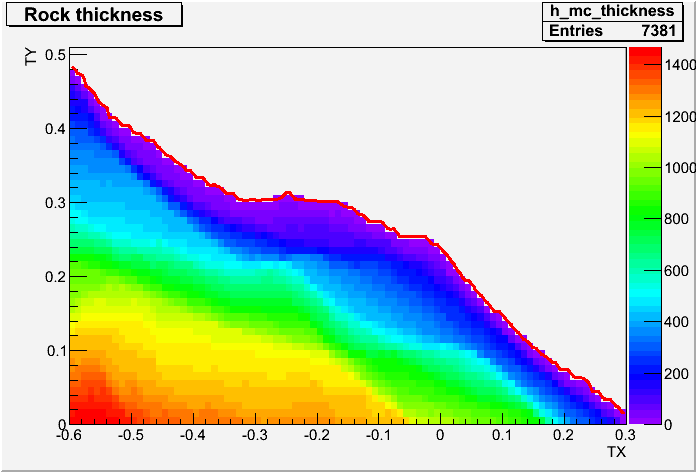 Rock thickness
h_mc_thickness
Entries 7381
TY
0.5
0.4
0.3
0.2
0.1
0
-0.6 -0.5 -0.4 -0.3 -0.2 -0.1 0 0.1 0.2 0.3
TX
1400
1200
1000
800
600
400
200
0